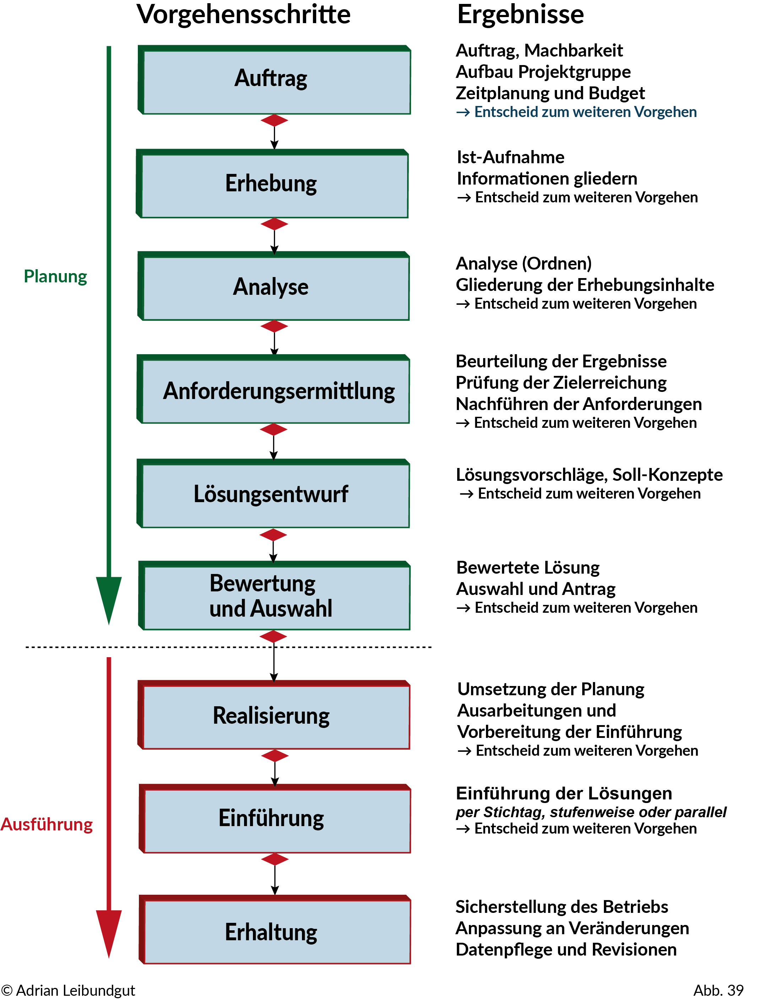 Vorgehensschritte
Ergebnisse
Auftrag
Auftrag, Machbarkeit
Aufbau Projektgruppe
Zeitplanung und Budget
→ Entscheid zum weiteren Vorgehen
Erhebung
Ist-Aufnahme
Informationen gliedern
→ Entscheid zum weiteren Vorgehen
Planung
Analyse
Analyse (Ordnen)
Gliederung der Erhebungsinhalte
→ Entscheid zum weiteren Vorgehen
Anforderungsermittlung
Beurteilung der Ergebnisse
Prüfung der Zielerreichung
Nachführen der Anforderungen
→ Entscheid zum weiteren Vorgehen
Lösungsentwurf
Lösungsvorschläge, Soll-Konzepte
→ Entscheid zum weiteren Vorgehen
Bewertung
und Auswahl
Bewertete Lösung
Auswahl und Antrag
→ Entscheid zum weiteren Vorgehen
Realisierung
Umsetzung der Planung
Ausarbeitungen und
Vorbereitung der Einführung
→ Entscheid zum weiteren Vorgehen
Ausführung
Einführung
Einführung der Lösungen
per Stichtag, stufenweise oder parallel
→ Entscheid zum weiteren Vorgehen
Erhaltung
Sicherstellung des Betriebs
Anpassung an Veränderungen
Datenpflege und Revisionen
© Adrian Leibundgut
Abb. 39